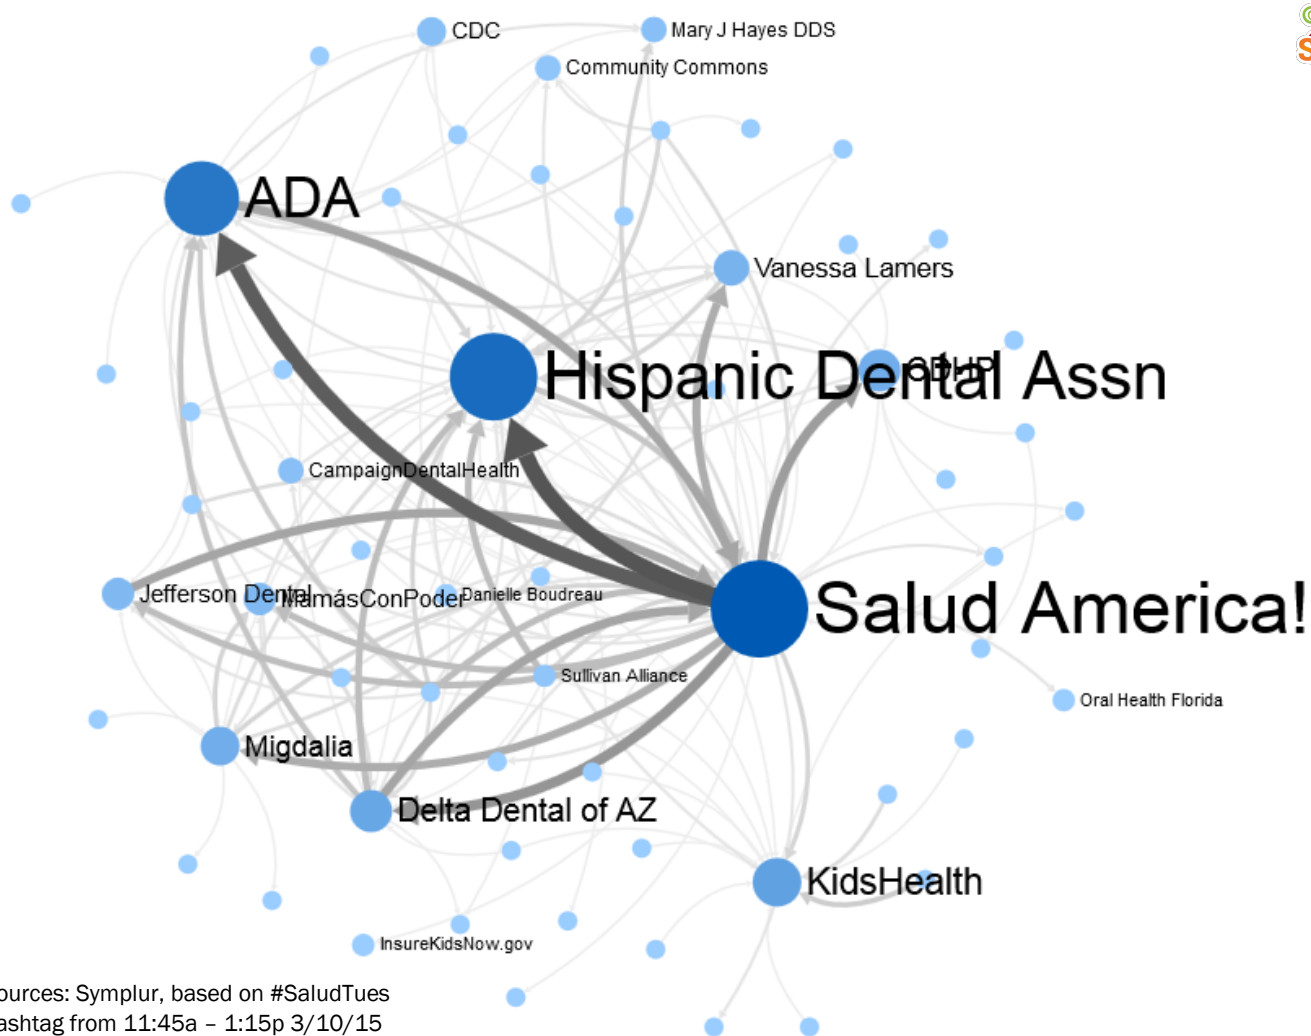 CDC
Mary J Hayes DDS
Community Commons
ADA
Vanessa Lamers
Hispanic Dental Assn
CDHP
CampaignDentalHealth
Jefferson Dental
MamásConPoder
Danielle Boudreau
Salud America!
Sullivan Alliance
Oral Health Florida
Migdalia
Delta Dental of AZ
KidsHealth
InsureKidsNow.gov
ources: Symplur, based on #SaludTues
ashtag from 11:45a – 1:15p 3/10/15